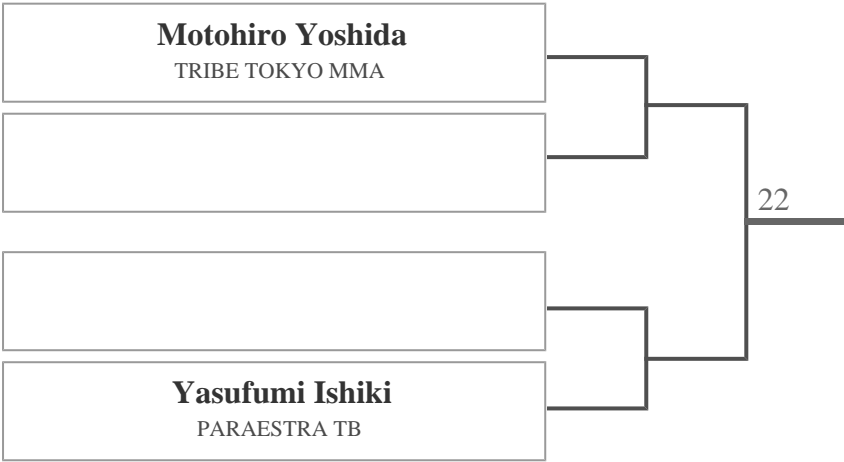 Motohiro Yoshida
TRIBE TOKYO MMA
22
Yasufumi Ishiki
PARAESTRA TB